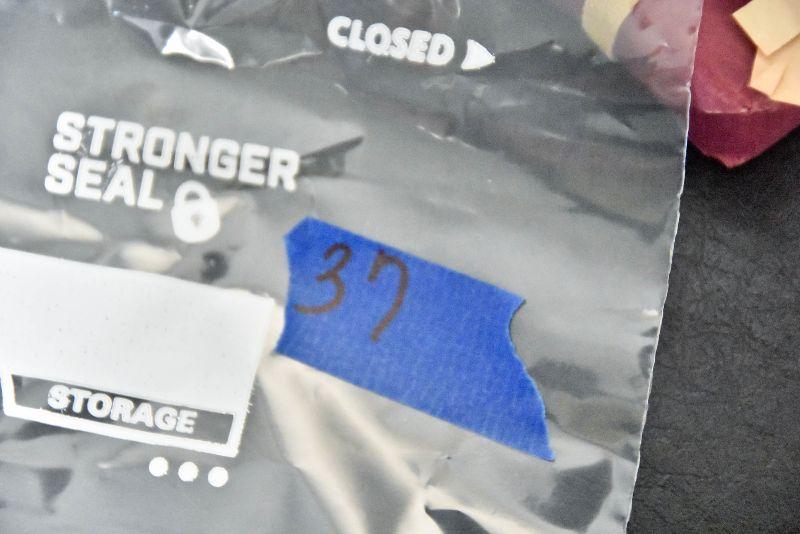 CLOSED
STRONGER
SEAL
37
STORAGE